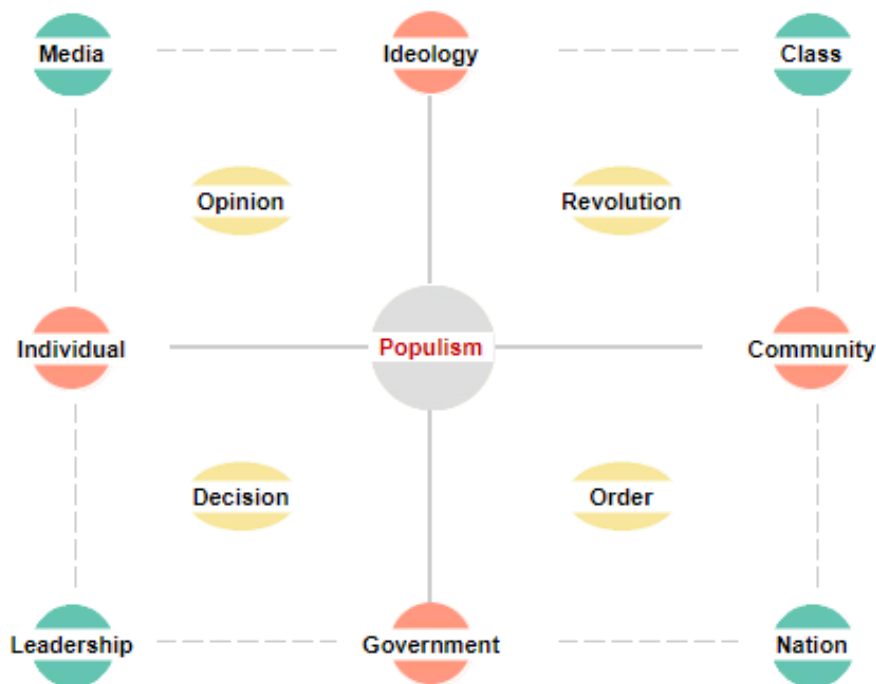 Media
Ideology
Class
Opinion
Revolution
Individual
Populism
Community
Decision
Order
Leadership
Government
Nation